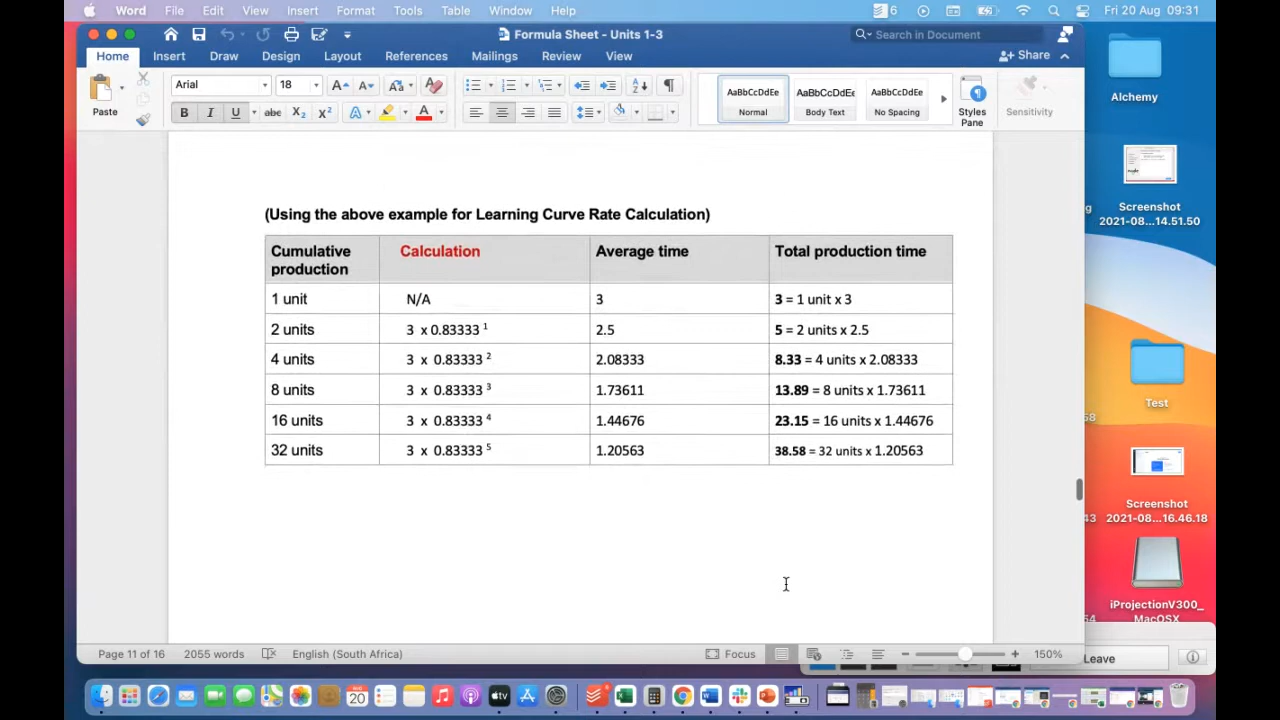 Word File Edit View Insert Format Tools Table Window Help 6 Fri 20 Aug 09:31
Formula Sheet - Units 1-3
Search in Document
Home Insert Draw Design Layout References Mailings Review View
Share
Paste
Arial 18
B I U abc X₂ X² A A
AaBbCcDdEe AaBbCcDdEe AaBbCcDdEe
Normal Body Text No Spacing
Styles Pane
Sensitivity
(Using the above example for Learning Curve Rate Calculation)
Cumulative production Calculation Average time Total production time
1 unit N/A 3 3 = 1 unit x 3
2 units 3 x 0.83333 ¹ 2.5 5 = 2 units x 2.5
4 units 3 x 0.83333 ² 2.08333 8.33 = 4 units x 2.08333
8 units 3 x 0.83333 ³ 1.73611 13.89 = 8 units x 1.73611
16 units 3 x 0.83333 ⁴ 1.44676 23.15 = 16 units x 1.44676
32 units 3 x 0.83333 ⁵ 1.20563 38.58 = 32 units x 1.20563
Page 11 of 16 2055 words English (South Africa) Focus 150%
Alchemy
Screenshot
2021-08...14.51.50
Test
Screenshot
2021-08...16.46.18
iProjectionV300_
MacOSX
Leave
AUG
20